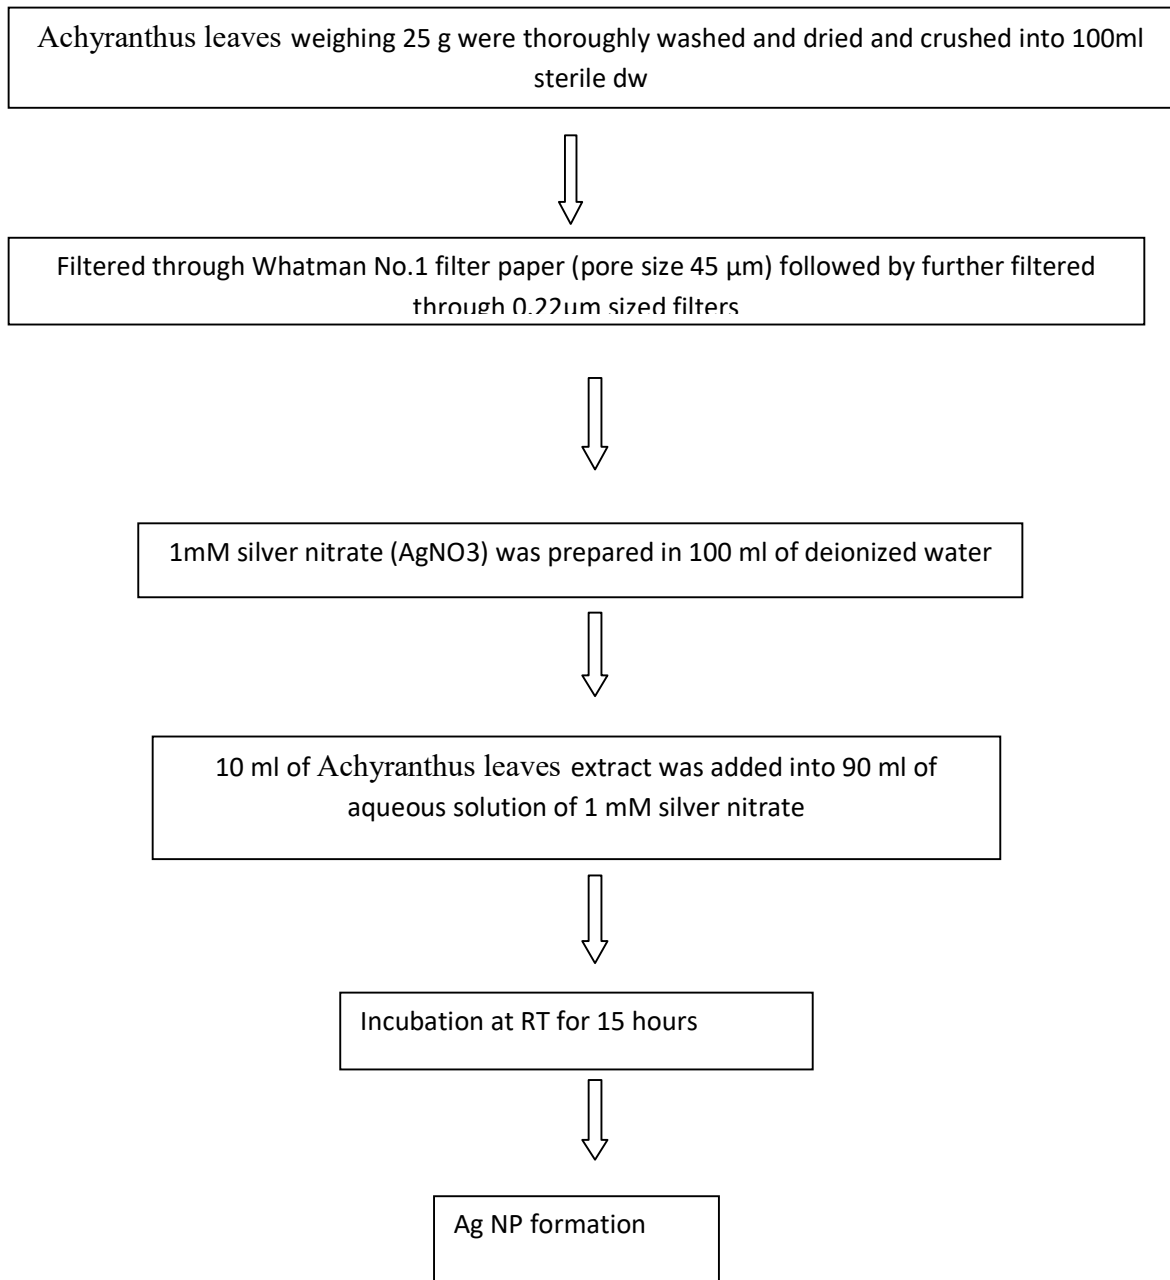 Achyranthus leaves weighing 25 g were thoroughly washed and dried and crushed into 100ml
sterile dw
Filtered through Whatman No.1 filter paper (pore size 45 µm) followed by further filtered
through 0.22µm sized filters
1mM silver nitrate (AgNO3) was prepared in 100 ml of deionized water
10 ml of Achyranthus leaves extract was added into 90 ml of
aqueous solution of 1 mM silver nitrate
Incubation at RT for 15 hours
Ag NP formation